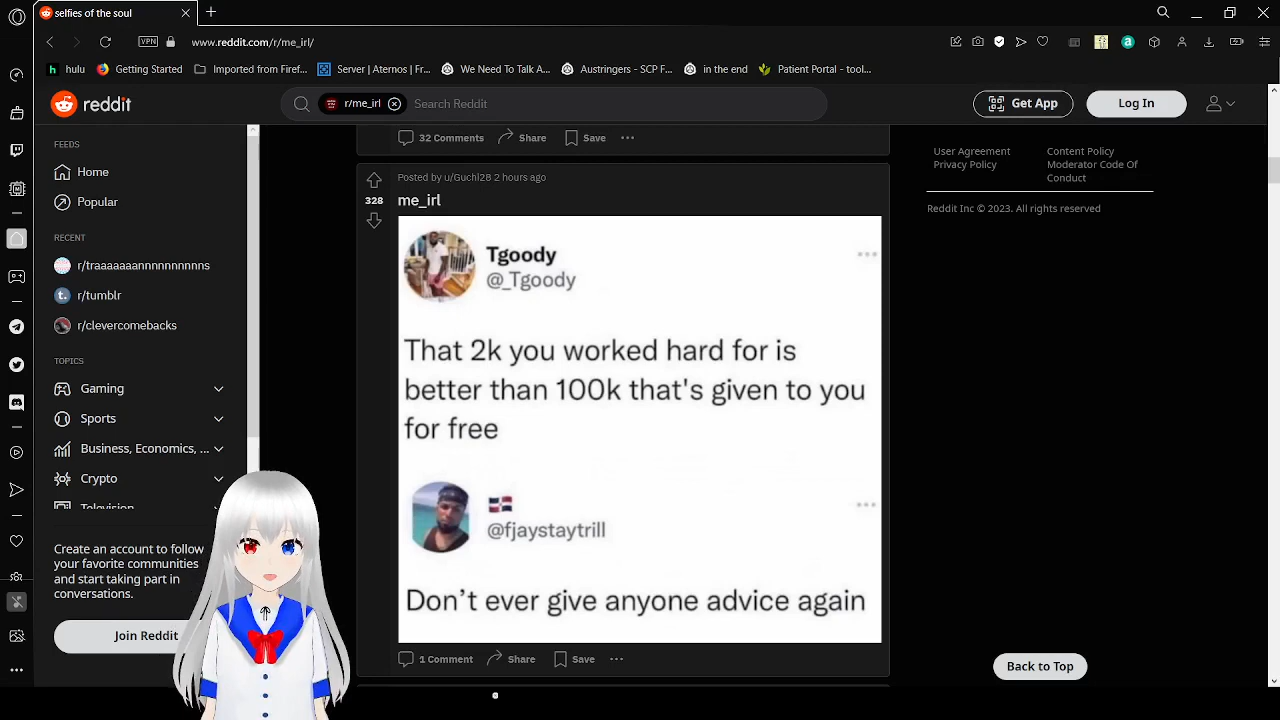 selfies of the soul
VPN
www.reddit.com/r/me_irl/
hulu
Getting Started
Imported from Firef...
Server | Aternos | Fr...
We Need To Talk A...
Austringers - SCP F...
in the end
Patient Portal - tool...
reddit
r/me_irl
Search Reddit
Get App
Log In
FEEDS
Home
Popular
RECENT
r/traaaaaaannnnnnnnns
r/tumblr
r/clevercomebacks
TOPICS
Gaming
Sports
Business, Economics, ...
Crypto
Television
Create an account to follow
your favorite communities
and start taking part in
conversations.
Join Reddit
32 Comments
Share
Save
Posted by u/Guchl28 2 hours ago
328
me_irl
Tgoody
@_Tgoody
That 2k you worked hard for is
better than 100k that's given to you
for free
@fjaystaytrill
Don't ever give anyone advice again
1 Comment
Share
Save
User Agreement
Privacy Policy
Content Policy
Moderator Code Of
Conduct
Reddit Inc © 2023. All rights reserved
Back to Top